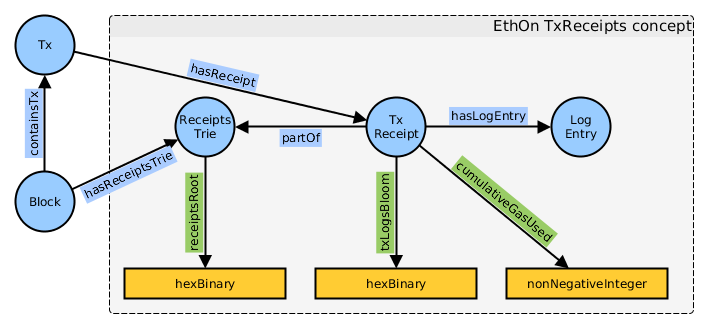 EthOn TxReceipts concept
Tx
hasReceipt
containsTx
Receipts
Trie
partOf
Tx
Receipt
hasLogEntry
Log
Entry
hasReceiptsTrie
Block
receiptsRoot
txLogsBloom
cumulativeGasUsed
hexBinary
hexBinary
nonNegativeInteger